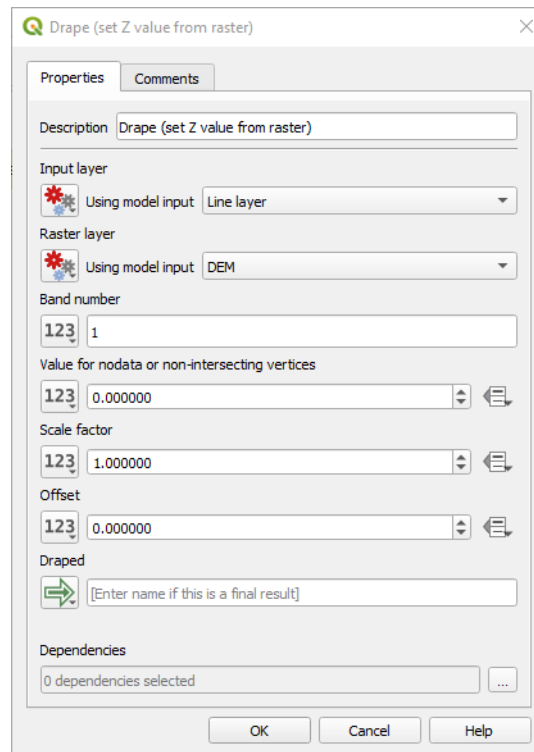 Drape (set Z value from raster)
Properties
Comments
Description Drape (set Z value from raster)
Input layer
Using model input Line layer
Raster layer
Using model input DEM
Band number
123 1
Value for nodata or non-intersecting vertices
123 0.000000
Scale factor
123 1.000000
Offset
123 0.000000
Draped
[Enter name if this is a final result]
Dependencies
0 dependencies selected ...
OK Cancel Help